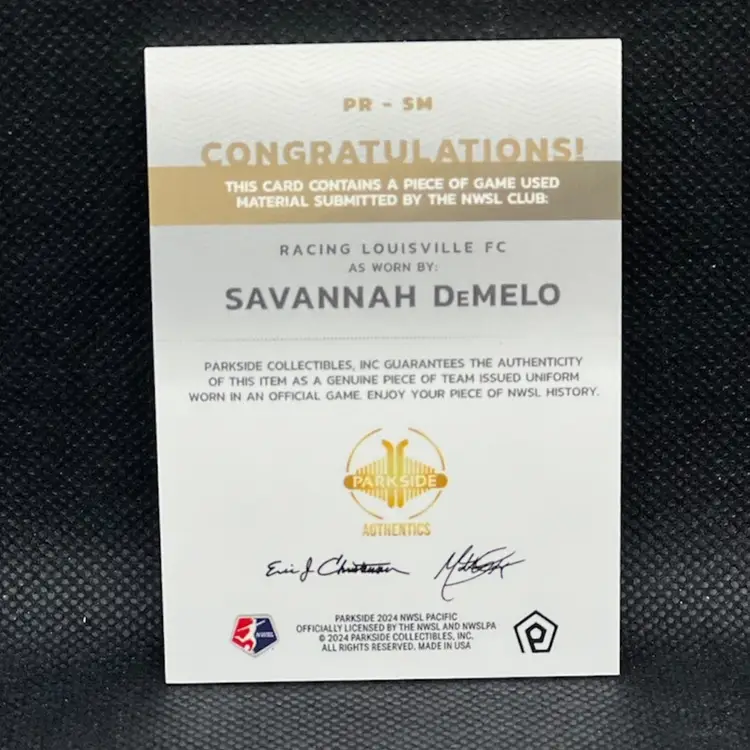 PR - SM
CONGRATULATIONS!
THIS CARD CONTAINS A PIECE OF GAME USED
MATERIAL SUBMITTED BY THE NWSL CLUB:
RACING LOUISVILLE FC
AS WORN BY:
SAVANNAH DeMELO
PARKSIDE COLLECTIBLES, INC GUARANTEES THE AUTHENTICITY
OF THIS ITEM AS A GENUINE PIECE OF TEAM ISSUED UNIFORM
WORN IN AN OFFICIAL GAME. ENJOY YOUR PIECE OF NWSL HISTORY.
PARKSIDE
AUTHENTICS
Eric J
NWSL
PARKSIDE 2024 NWSL PACIFIC
OFFICIALLY LICENSED BY THE NWSL AND NWSLPA
© 2024 PARKSIDE COLLECTIBLES, INC.
ALL RIGHTS RESERVED. MADE IN USA